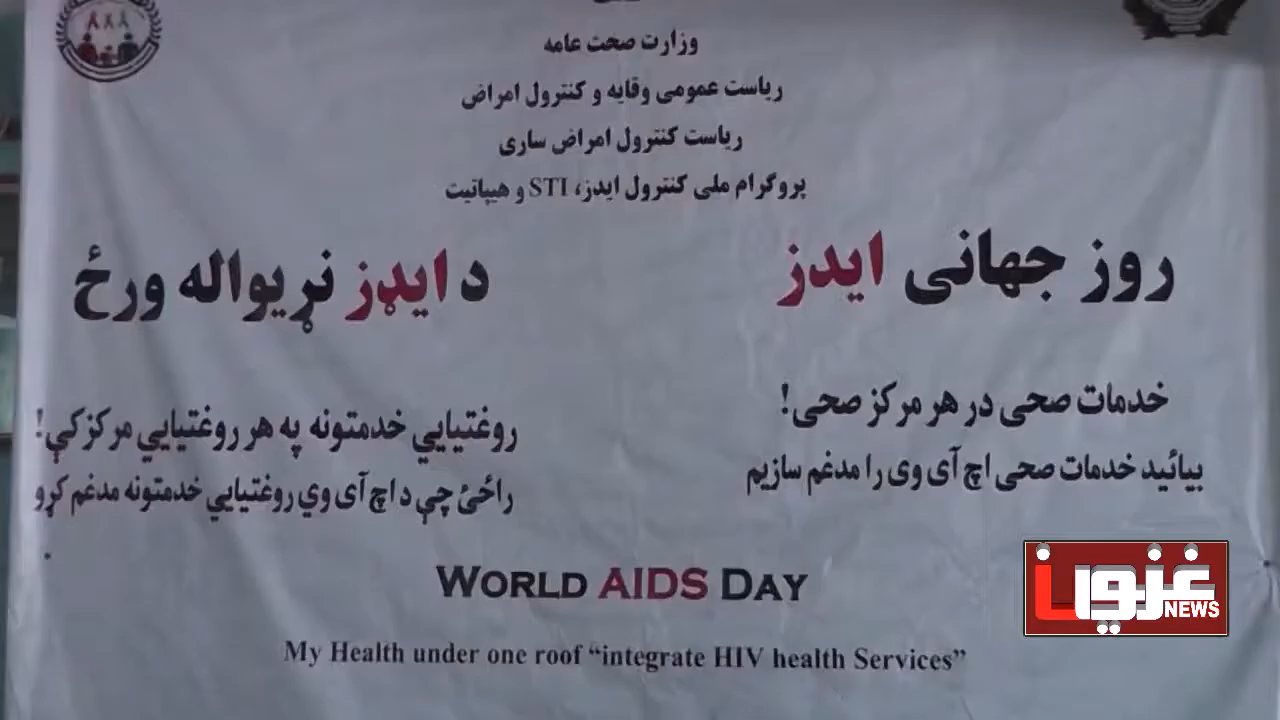 وزارت صحت عامه
ریاست عمومی وقایه و کنترول امراض
ریاست کنترول امراض ساری
پروگرام ملی کنترول ایدز، STI و هیپاتیت
روز جهانی ایدز
خدمات صحی در هر مرکز صحی!
بیائید خدمات صحی اچ آی وی را مدغم سازیم
د ایډز نړیواله ورځ
روغتیایي خدمتونه په هر روغتیایي مرکز کې!
راځئ چې د اچ آی وي روغتیایي خدمتونه مدغم کړو
.
WORLD AIDS DAY
My Health under one roof “integrate HIV health Services”
غزوان NEWS